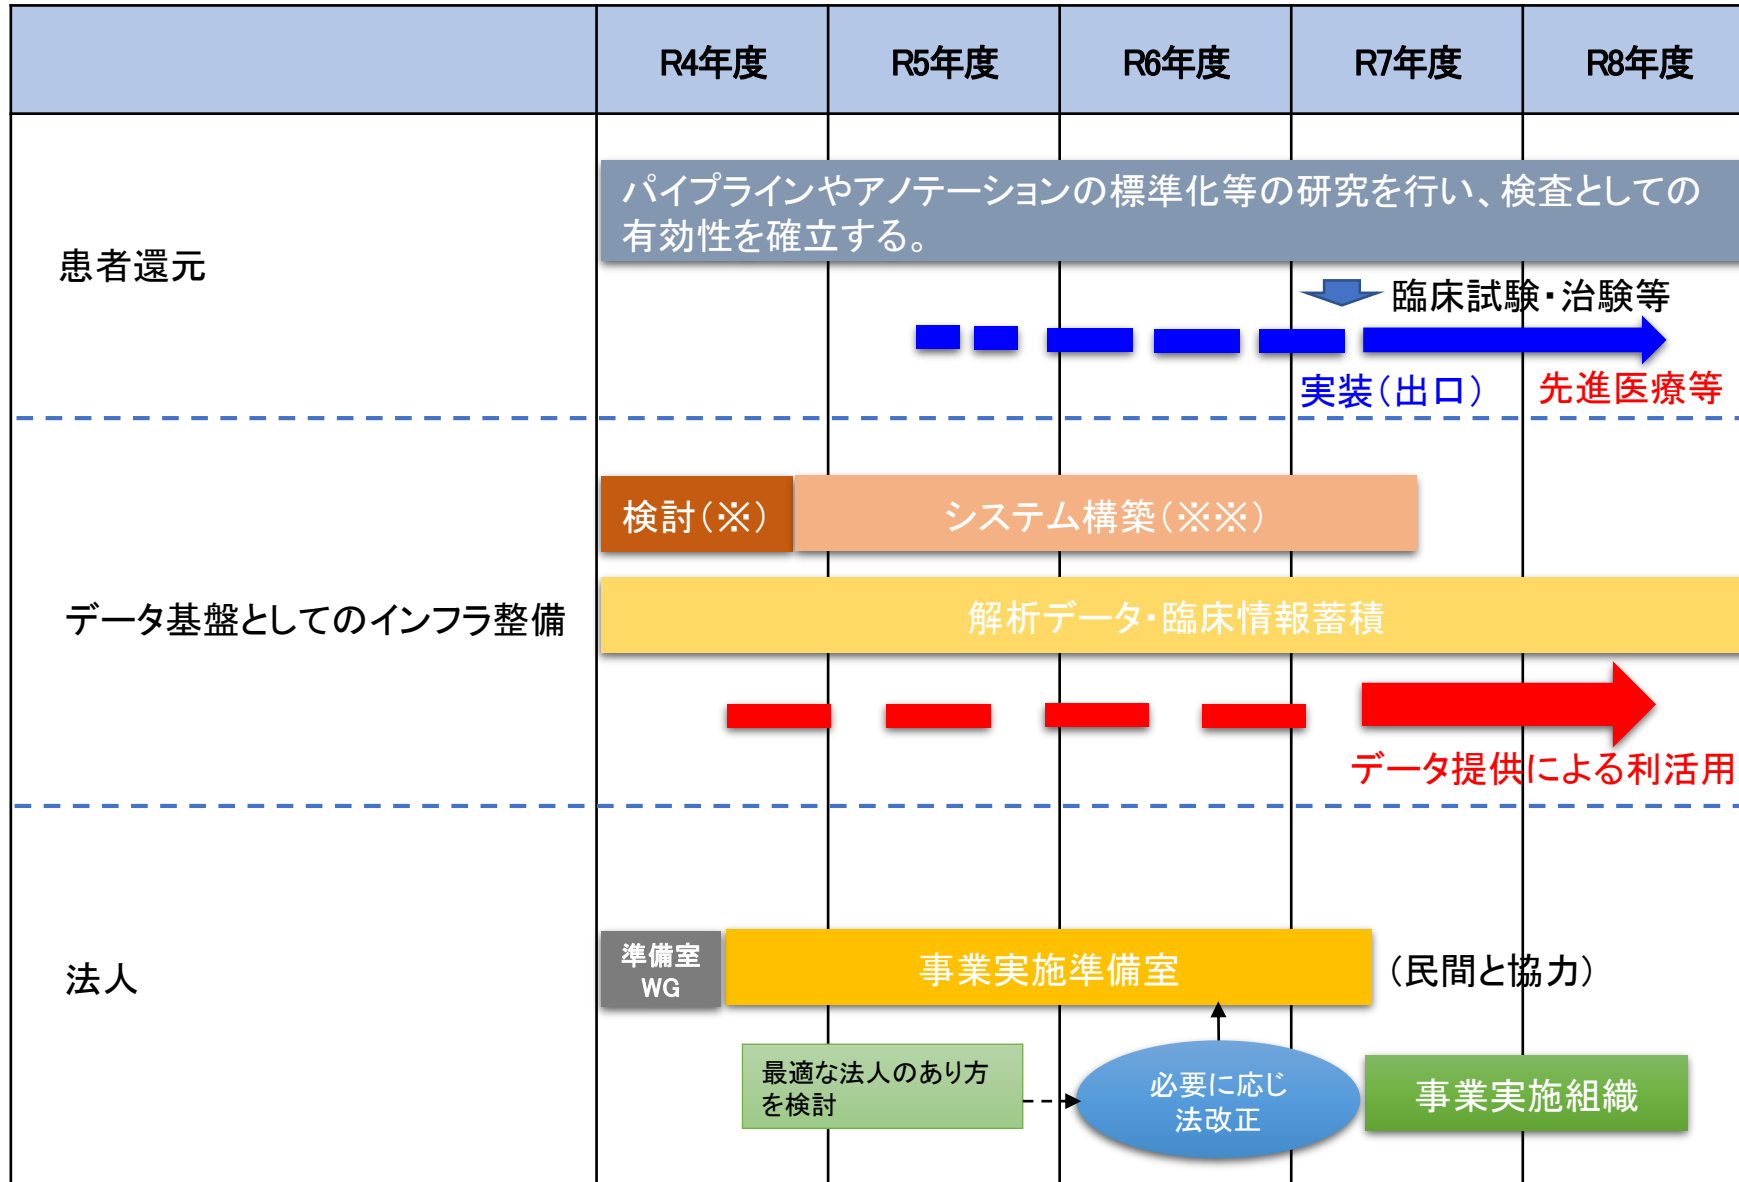 R4年度
R5年度
R6年度
R7年度
R8年度
患者還元
パイプラインやアノテーションの標準化等の研究を行い、検査としての
有効性を確立する。
臨床試験・治験等
実装（出口）
先進医療等
データ基盤としてのインフラ整備
検討（※）
システム構築（※※）
解析データ・臨床情報蓄積
データ提供による利活用
法人
準備室
WG
事業実施準備室
（民間と協力）
最適な法人のあり方
を検討
必要に応じ
法改正
事業実施組織